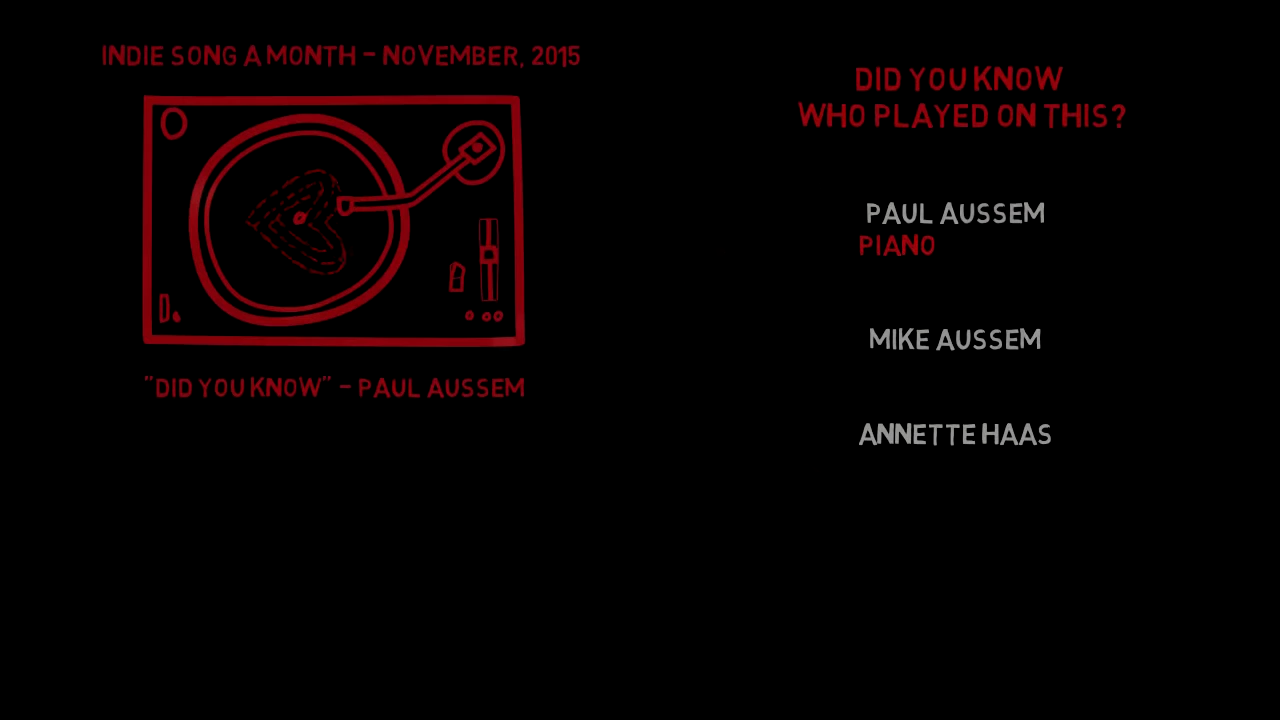 INDIE SONG A MONTH - NOVEMBER, 2015
"DID YOU KNOW" - PAUL AUSSEM
DID YOU KNOW
WHO PLAYED ON THIS?
PAUL AUSSEM
PIANO
MIKE AUSSEM
ANNETTE HAAS